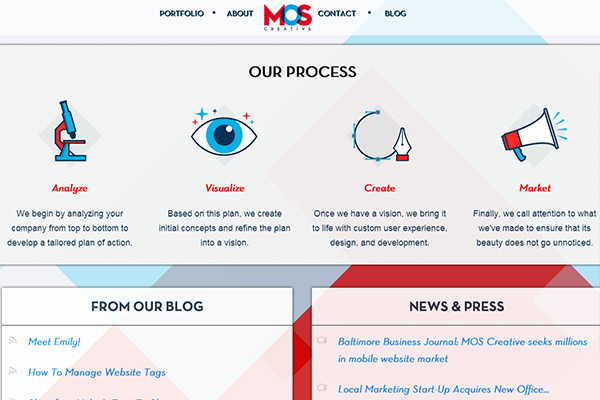 PORTFOLIO • ABOUT MOS CONTACT • BLOG
CREATIVE
OUR PROCESS
Analyze
We begin by analyzing your
company from top to bottom to
develop a tailored plan of action.
Visualize
Based on this plan, we create
initial concepts and refine the plan
into a vision.
Create
Once we have a vision, we bring it
to life with custom user experience,
design, and development.
Market
Finally, we call attention to what
we've made to ensure that its
beauty does not go unnoticed.
FROM OUR BLOG
Meet Emily!
How To Manage Website Tags
NEWS & PRESS
Baltimore Business Journal: MOS Creative seeks millions
in mobile website market
Local Marketing Start-Up Acquires New Office...